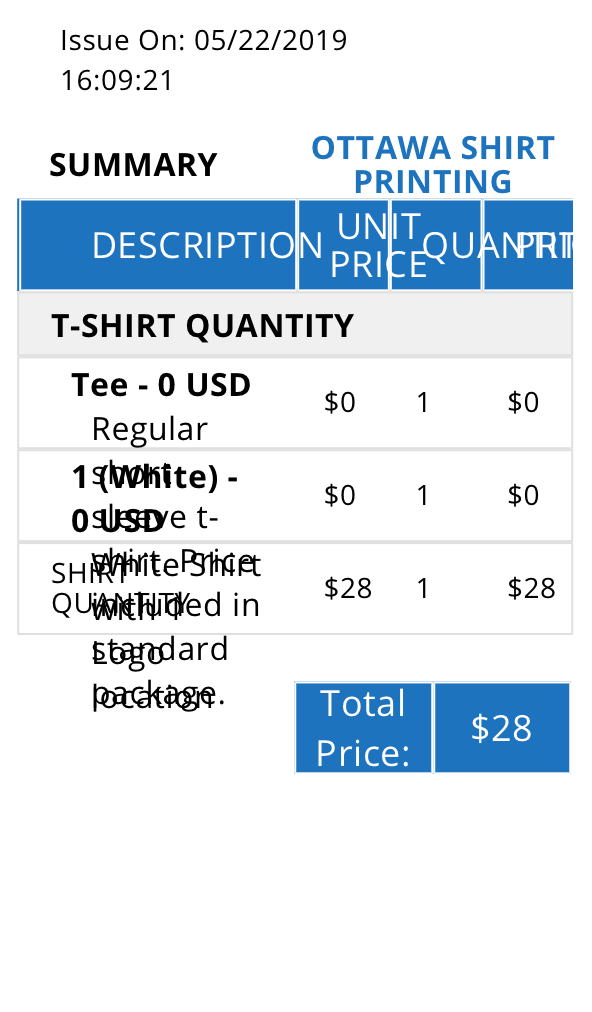 Issue On: 05/22/2019
16:09:21
SUMMARY
OTTAWA SHIRT
PRINTING
DESCRIPTION
UNIT
PRICE
QUANTITY
T-SHIRT QUANTITY
Tee - 0 USD
$0 1 $0
Regular
short
sleeve t-
shirt. Price
included in
standard
package.
1 (White) -
0 USD
$0 1 $0
White Shirt
with 1
Logo
location
SHIRT
QUANTITY
$28 1 $28
Total
Price:
$28